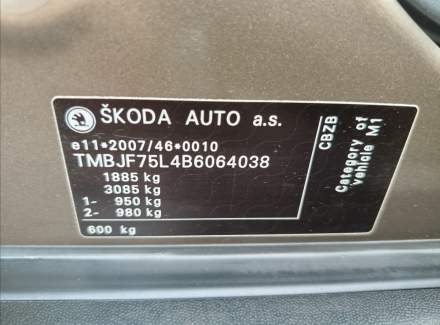 ŠKODA AUTO a.s.
e11*2007/46*0010
TMBJF75L4B6064038
1885 kg
3085 kg
1- 950 kg
2- 980 kg
600 kg
CBZB
Category of
vehicle M1